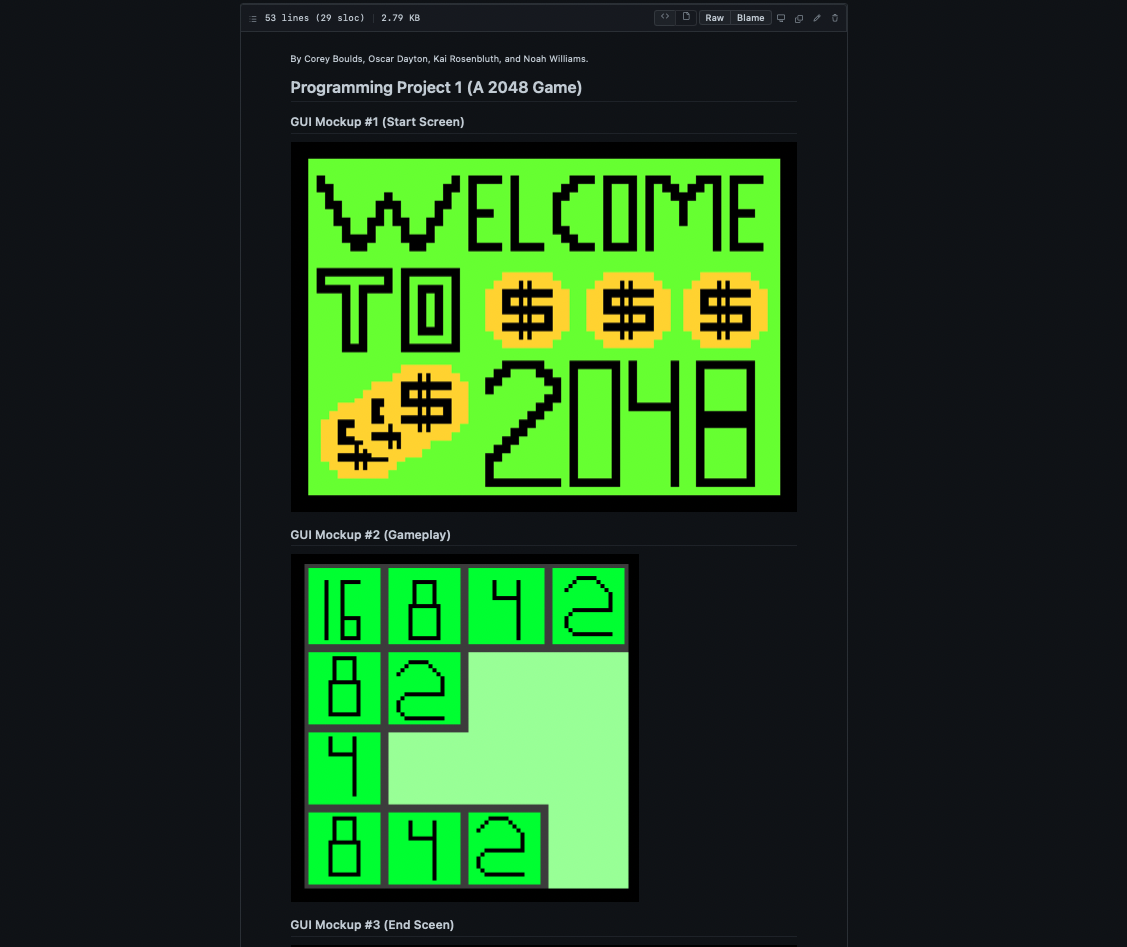 53 lines (29 sloc) 2.79 KB Raw Blame
By Corey Boulds, Oscar Dayton, Kai Rosenbluth, and Noah Williams.
Programming Project 1 (A 2048 Game)
GUI Mockup #1 (Start Screen)
WELCOME
TO $ $ $
$ $ $ 2048
GUI Mockup #2 (Gameplay)
16 8 4 2
8 2
4
8 4 2
GUI Mockup #3 (End Sceen)